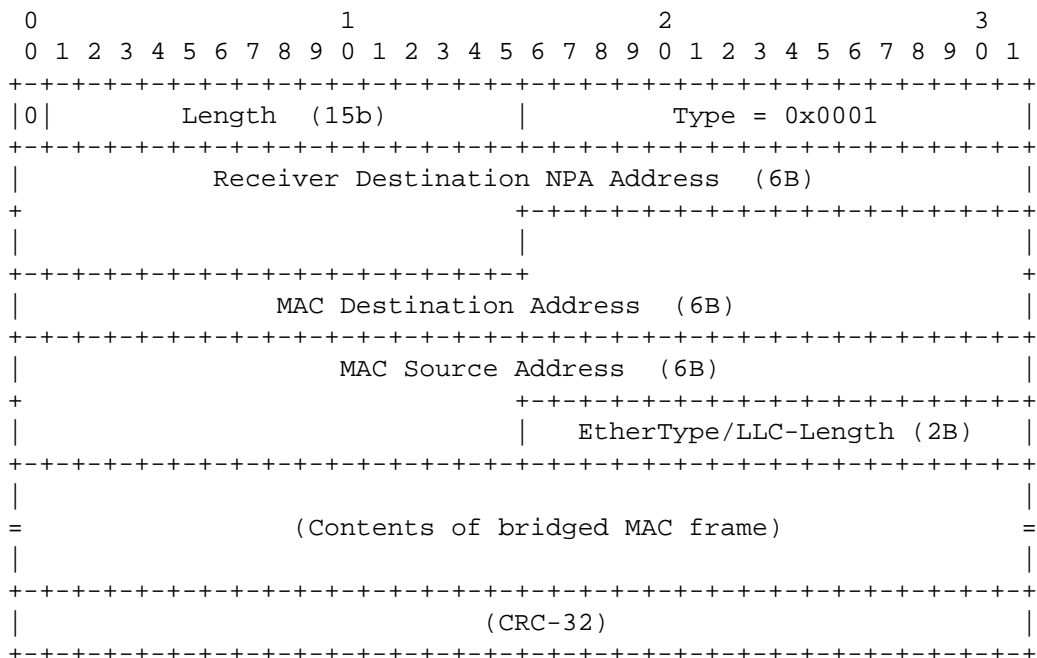 0                   1                   2                   3
 0 1 2 3 4 5 6 7 8 9 0 1 2 3 4 5 6 7 8 9 0 1 2 3 4 5 6 7 8 9 0 1
+-+-+-+-+-+-+-+-+-+-+-+-+-+-+-+-+-+-+-+-+-+-+-+-+-+-+-+-+-+-+-+-+
|0|        Length  (15b)        |         Type = 0x0001         |
+-+-+-+-+-+-+-+-+-+-+-+-+-+-+-+-+-+-+-+-+-+-+-+-+-+-+-+-+-+-+-+-+
|            Receiver Destination NPA Address  (6B)             |
+                               +-+-+-+-+-+-+-+-+-+-+-+-+-+-+-+-+
|                               |                               |
+-+-+-+-+-+-+-+-+-+-+-+-+-+-+-+-+                               +
|                MAC Destination Address  (6B)                  |
+-+-+-+-+-+-+-+-+-+-+-+-+-+-+-+-+-+-+-+-+-+-+-+-+-+-+-+-+-+-+-+-+
|                    MAC Source Address  (6B)                   |
+                               +-+-+-+-+-+-+-+-+-+-+-+-+-+-+-+-+
|                               |   EtherType/LLC-Length (2B)   |
+-+-+-+-+-+-+-+-+-+-+-+-+-+-+-+-+-+-+-+-+-+-+-+-+-+-+-+-+-+-+-+-+
|                                                               |
=                 (Contents of bridged MAC frame)               =
|                                                               |
+-+-+-+-+-+-+-+-+-+-+-+-+-+-+-+-+-+-+-+-+-+-+-+-+-+-+-+-+-+-+-+-+
|                             (CRC-32)                          |
+-+-+-+-+-+-+-+-+-+-+-+-+-+-+-+-+-+-+-+-+-+-+-+-+-+-+-+-+-+-+-+-+